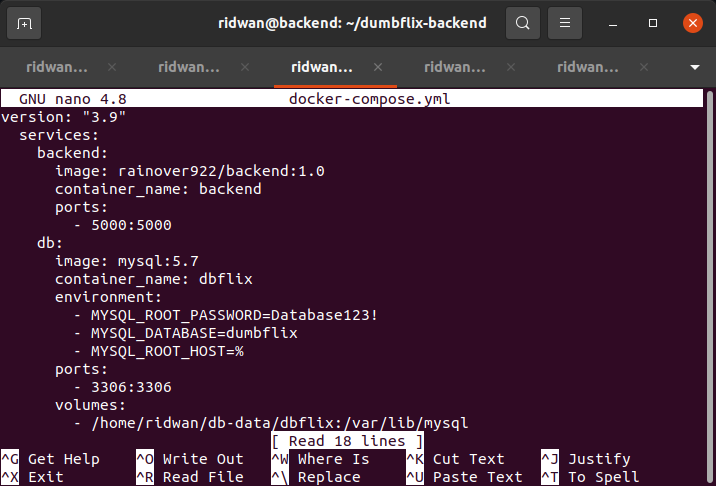 ridwan@backend: ~/dumbflix-backend
ridwan... × ridwan... × ridwan... × ridwan... × ridwan... ×
GNU nano 4.8 docker-compose.yml
version: "3.9"
  services:
    backend:
      image: rainover922/backend:1.0
      container_name: backend
      ports:
        - 5000:5000
    db:
      image: mysql:5.7
      container_name: dbflix
      environment:
        - MYSQL_ROOT_PASSWORD=Database123!
        - MYSQL_DATABASE=dumbflix
        - MYSQL_ROOT_HOST=%
      ports:
        - 3306:3306
      volumes:
        - /home/ridwan/db-data/dbflix:/var/lib/mysql
[ Read 18 lines ]
^G Get Help ^O Write Out ^W Where Is ^K Cut Text ^J Justify
^X Exit ^R Read File ^\ Replace ^U Paste Text ^T To Spell